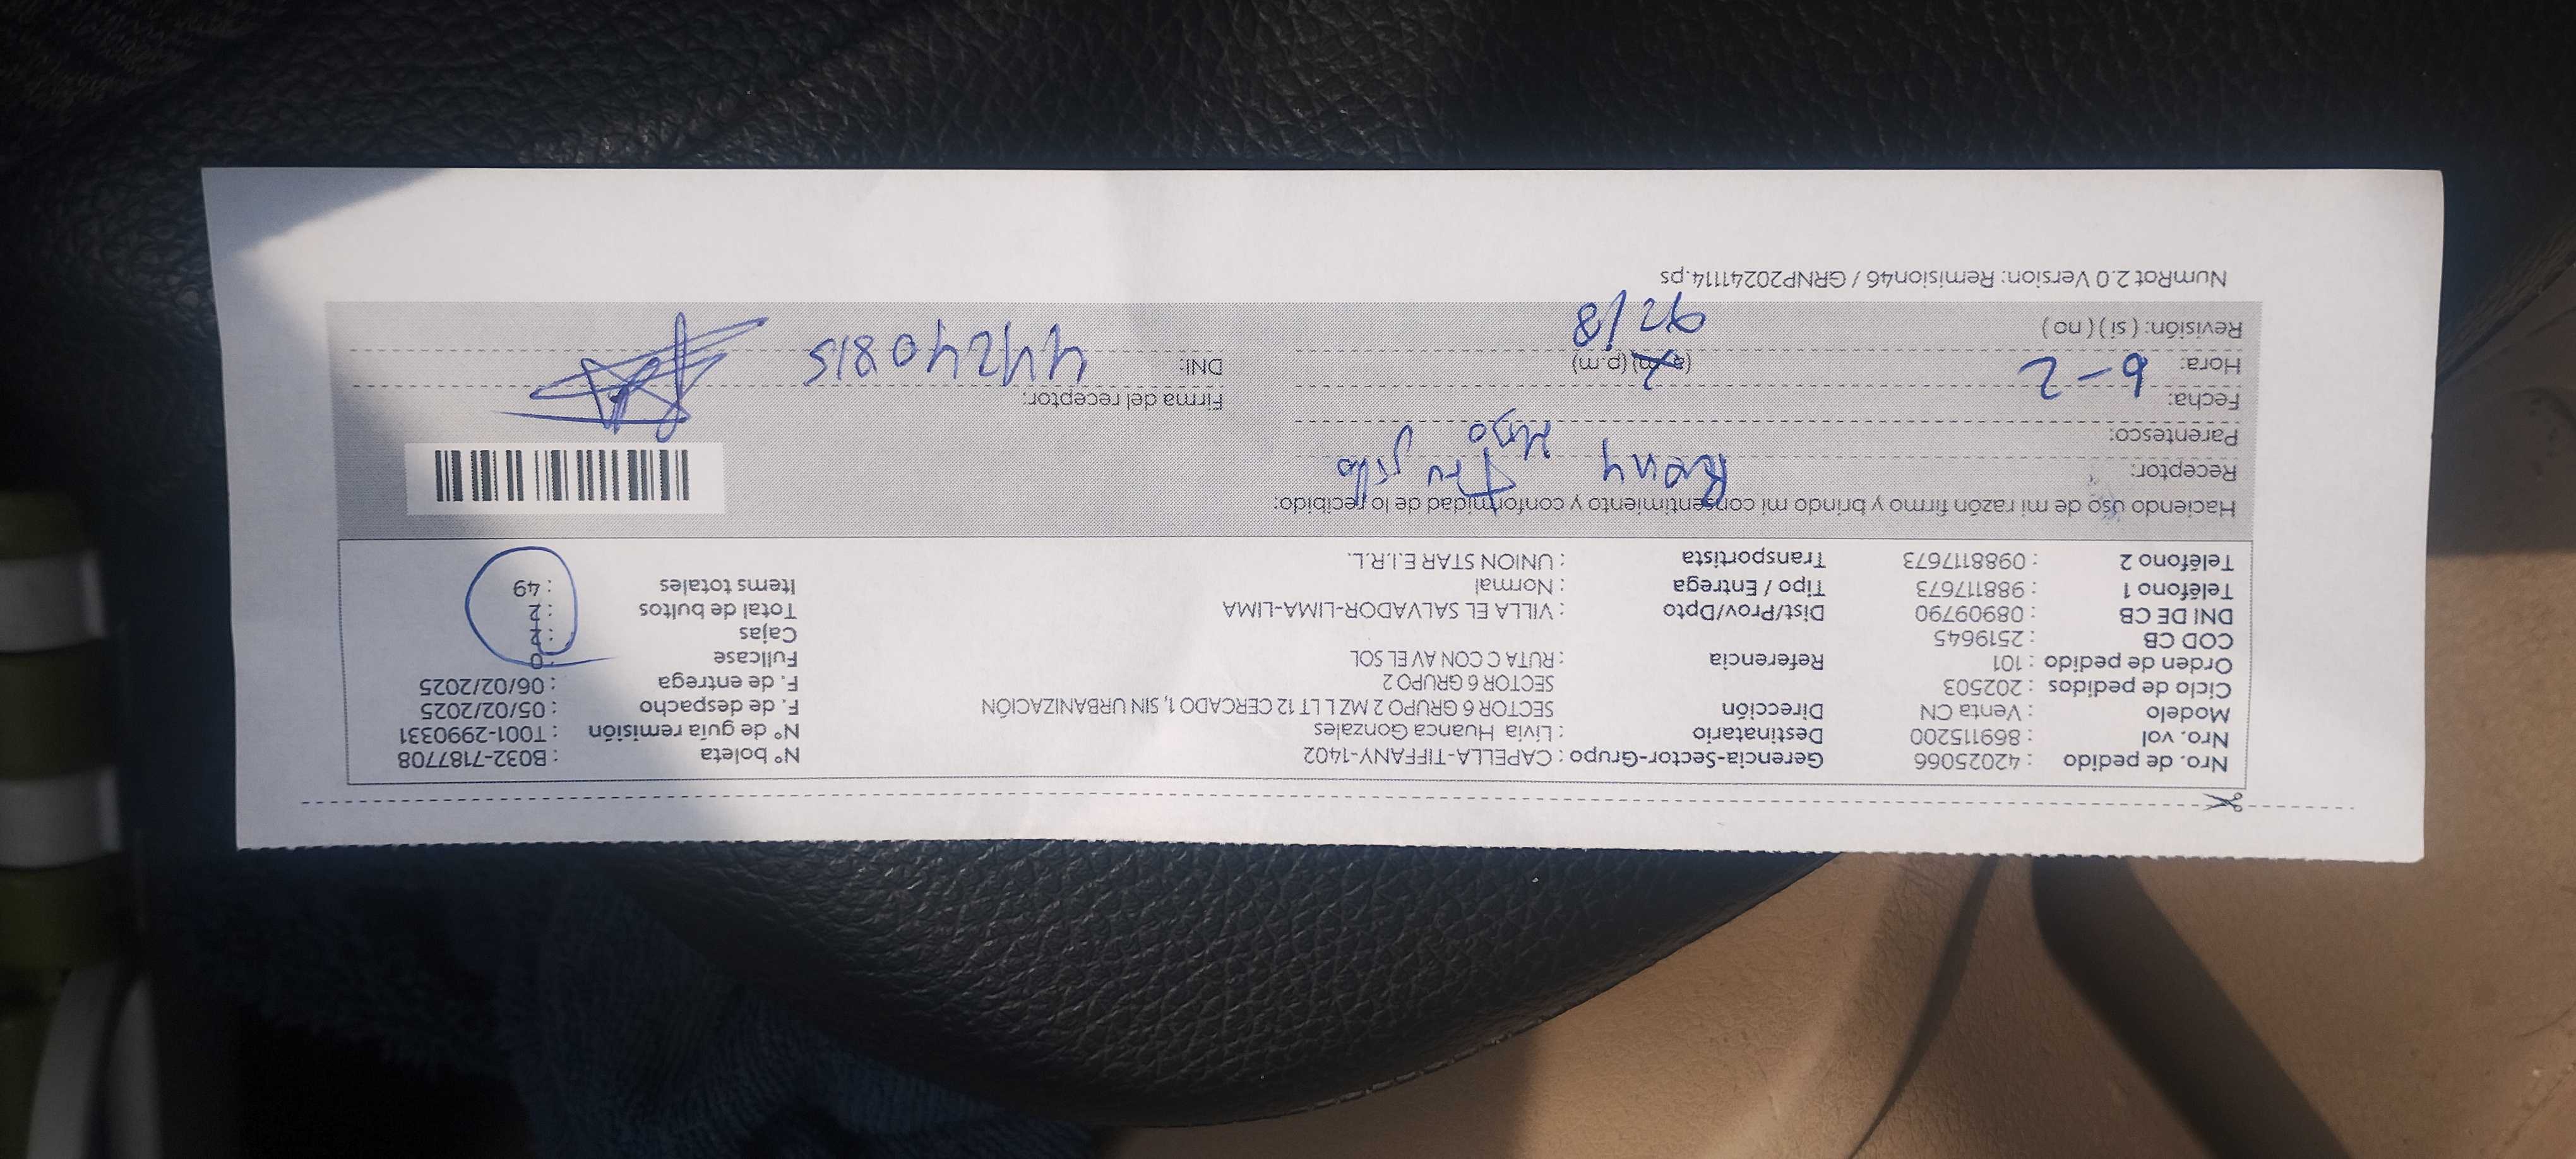 Nro. de pedido : 42025066 Gerencia-Sector-Grupo : CAPELLA-TIFFANY-1402 N° boleta : B032-7187708
Nro. vol : 869115200 Destinatario : Livia Huanca Gonzales N° de guía remisión : T001-2990331
Modelo : Venta CN Dirección SECTOR 6 GRUPO 2 MZ L LT 12 CERCADO 1, SIN URBANIZACIÓN F. de despacho : 05/02/2025
Ciclo de pedidos : 202503 SECTOR 6 GRUPO 2 F. de entrega : 06/02/2025
Orden de pedido : 101 Referencia : RUTA C CON AV EL SOL Fullcase : 0
COD CB : 2519645 Cajas : 2
DNI DE CB : 08909790 Dist/Prov/Dpto : VILLA EL SALVADOR-LIMA-LIMA Total de bultos : 2
Teléfono 1 : 988117673 Tipo / Entrega : Normal Items totales : 49
Teléfono 2 : 0988117673 Transportista : UNION STAR E.I.R.L.
Haciendo uso de mi razón firmo y brindo mi consentimiento y conformidad de lo recibido:
Receptor: Rony Trujillo
Parentesco: Hijo
Fecha: 6-2 Firma del receptor:
Hora: (a.m) (p.m) DNI: 44240815
Revisión: ( si ) ( no )
NumRot 2.0 Version: Remision46 / GRNP20241114.ps